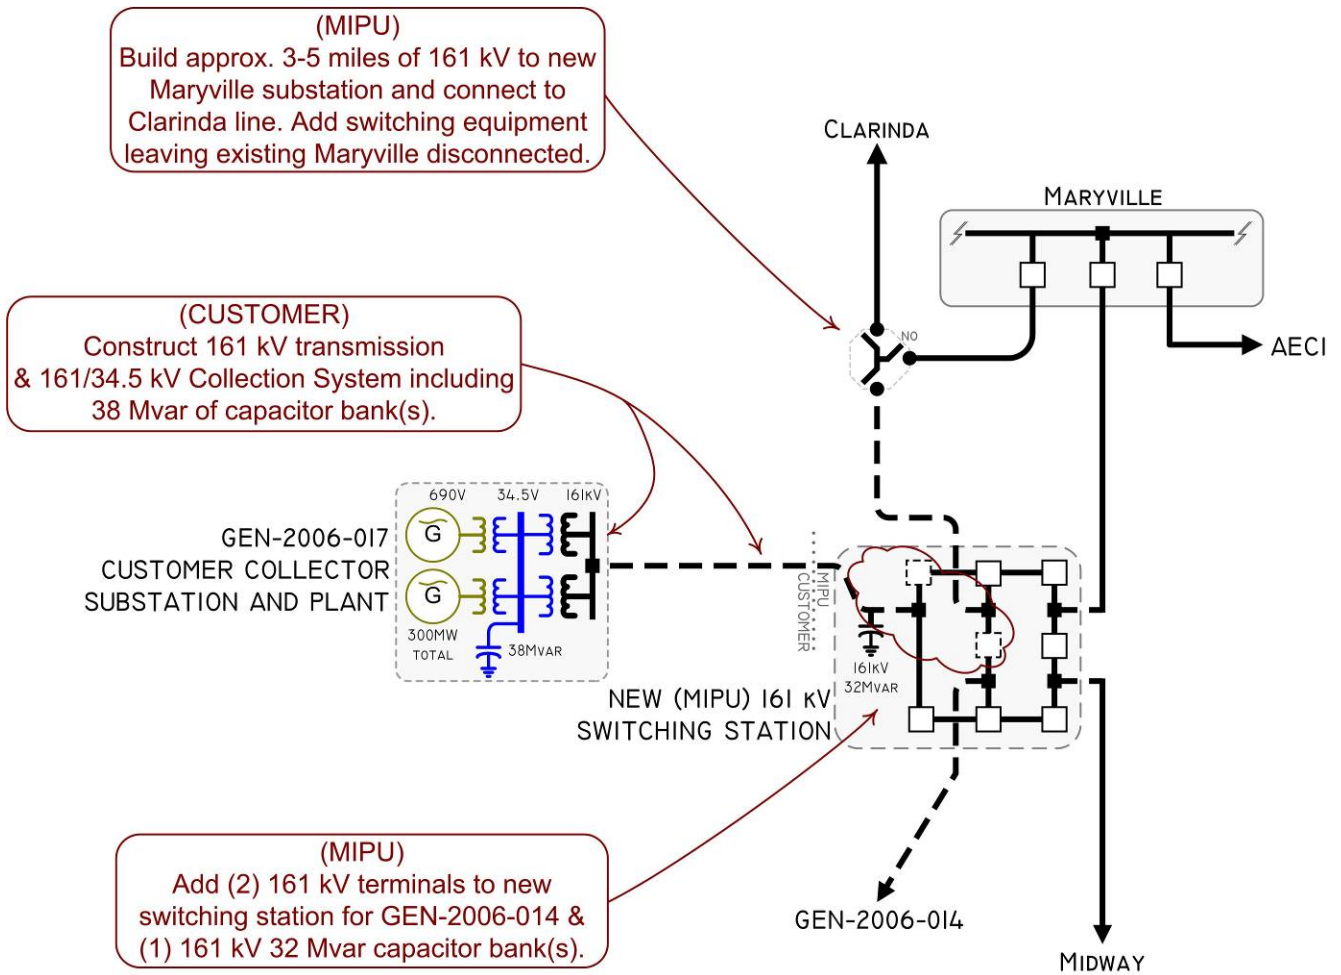 (MIPU)
Build approx. 3-5 miles of 161 kV to new
Maryville substation and connect to
Clarinda line. Add switching equipment
leaving existing Maryville disconnected.
CLARINDA
MARYVILLE
NO
AECI
(CUSTOMER)
Construct 161 kV transmission
& 161/34.5 kV Collection System including
38 Mvar of capacitor bank(s).
690V 34.5V 161KV
G
G
300MW
TOTAL
38MVAR
GEN-2006-017
CUSTOMER COLLECTOR
SUBSTATION AND PLANT
MIPU
CUSTOMER
161KV
32MVAR
NEW (MIPU) 161 KV
SWITCHING STATION
(MIPU)
Add (2) 161 kV terminals to new
switching station for GEN-2006-014 &
(1) 161 kV 32 Mvar capacitor bank(s).
GEN-2006-014
MIDWAY